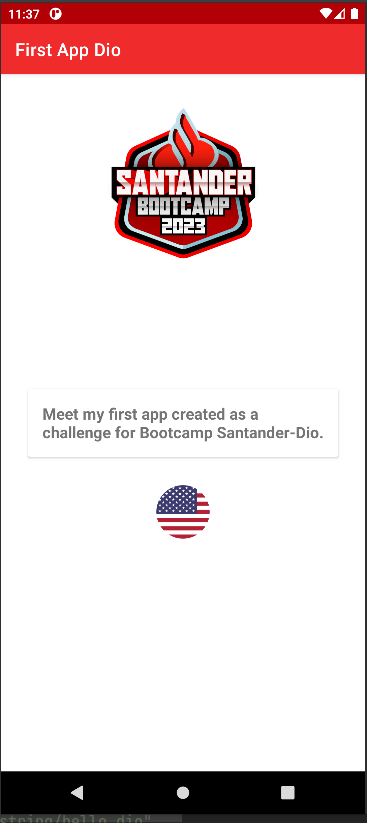 11:37
First App Dio
SANTANDER
BOOTCAMP
2023
Meet my first app created as a
challenge for Bootcamp Santander-Dio.
string/hello_dio"